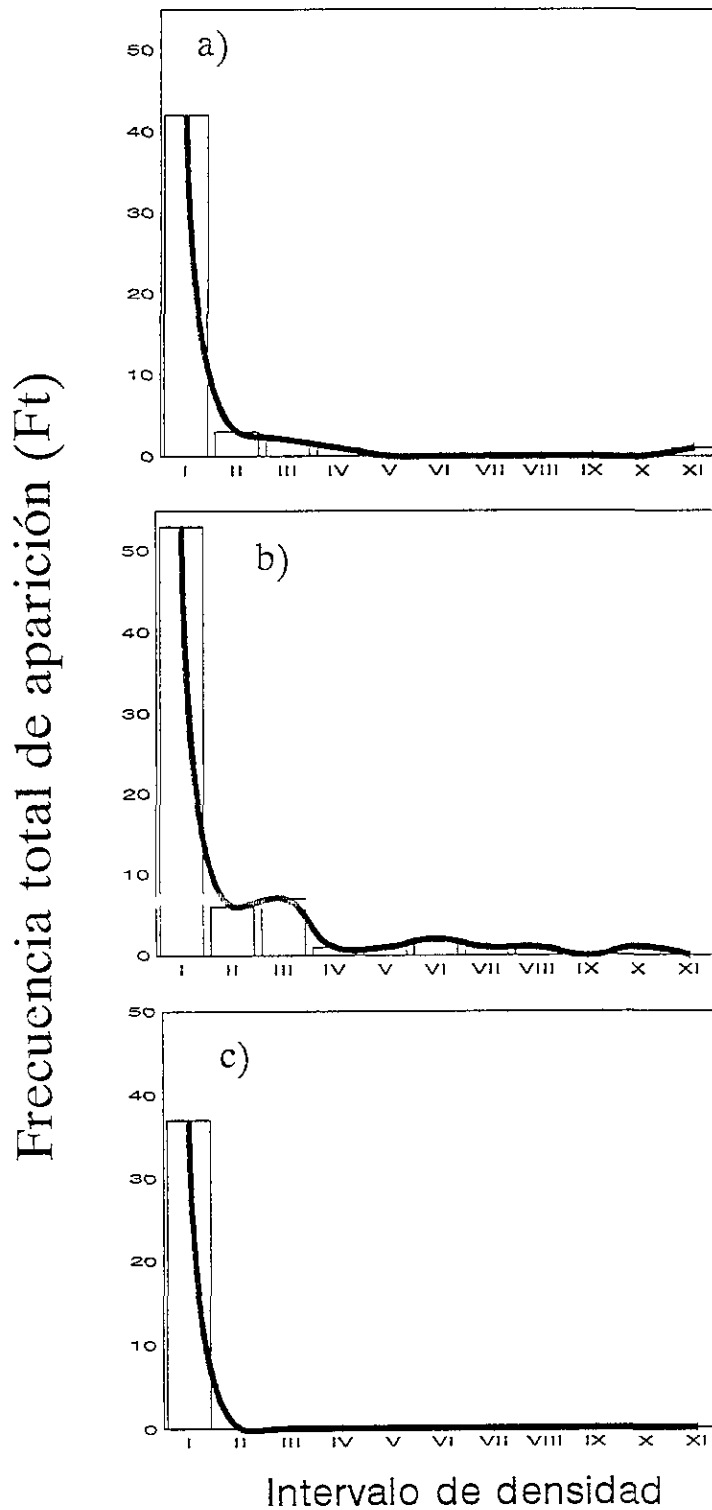 Frecuencia total de aparición (Ft)
a)
50
40
30
20
10
0
I II III IV V VI VII VIII IX X XI
b)
50
40
30
20
10
0
I II III IV V VI VII VIII IX X XI
c)
50
40
30
20
10
0
I II III IV V VI VII VIII IX X XI
Intervalo de densidad